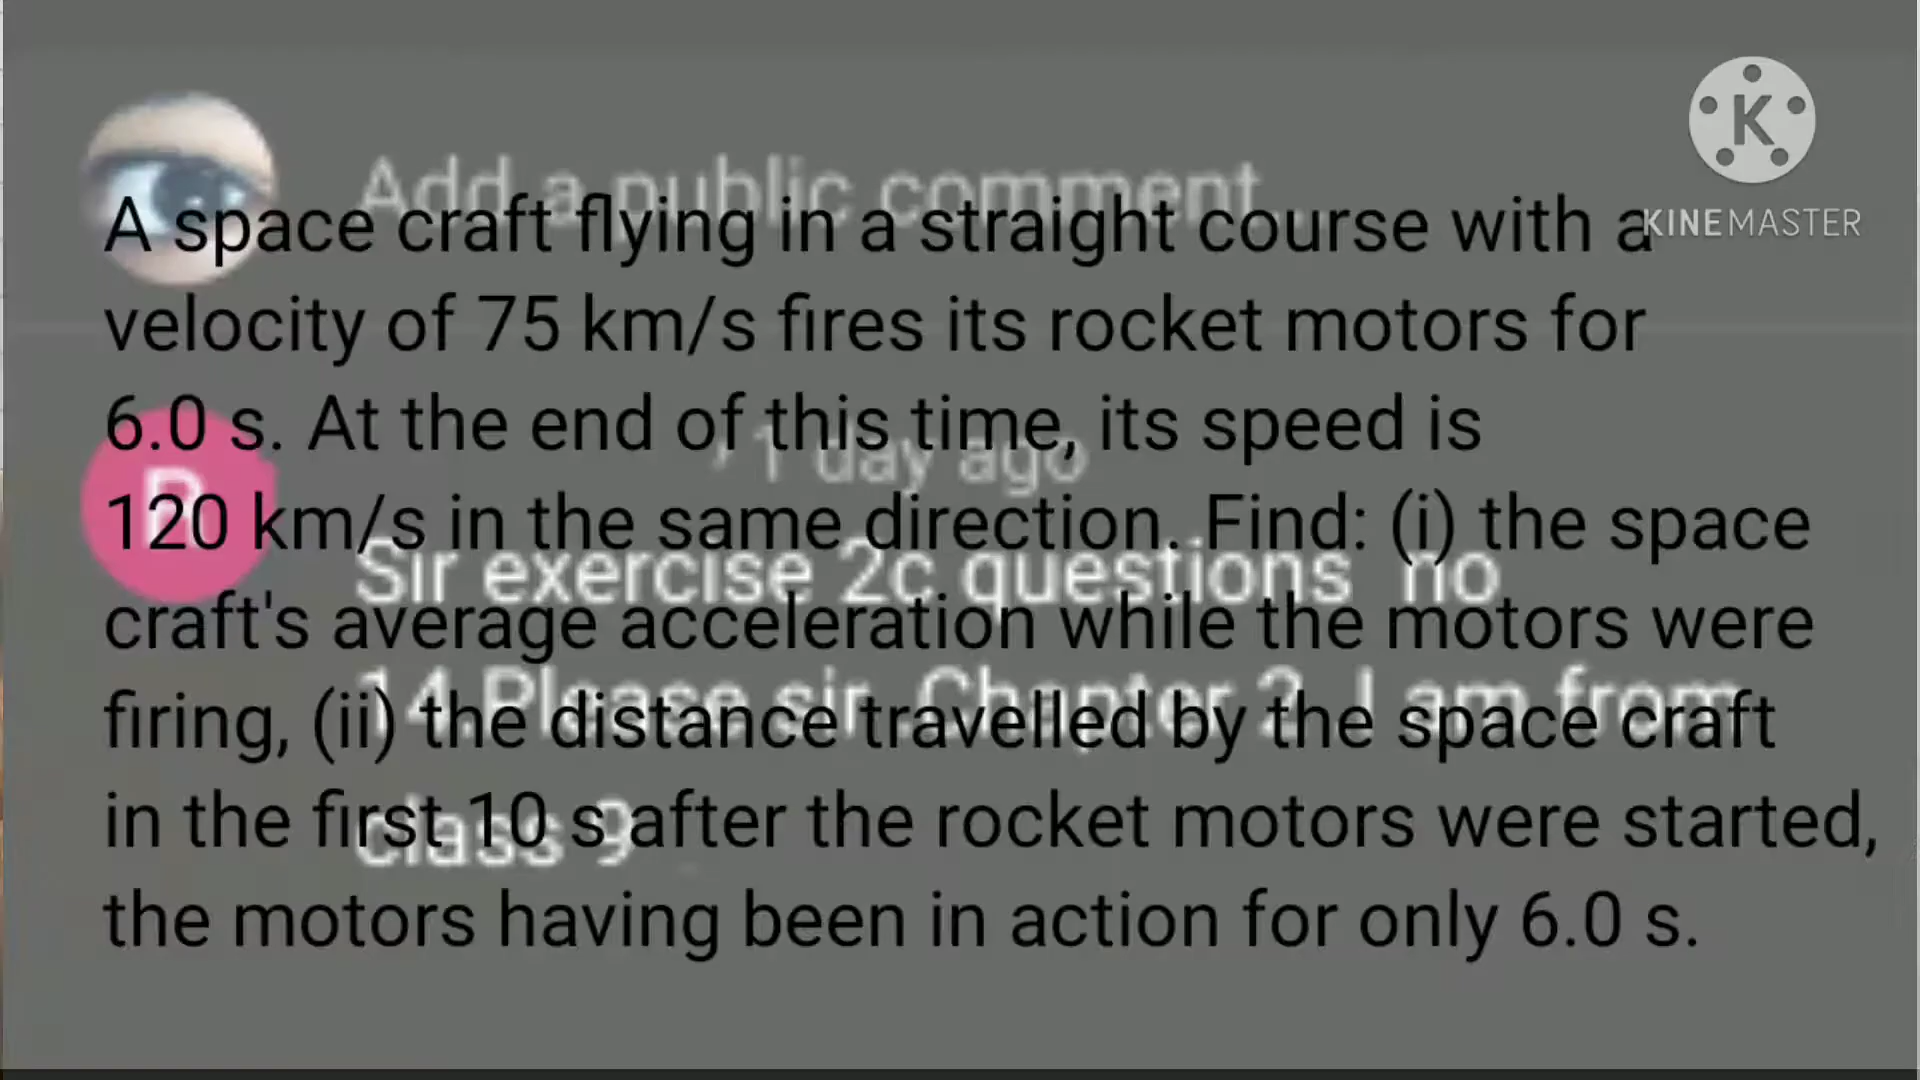 Add a public comment...
KINEMASTER
A space craft flying in a straight course with a
velocity of 75 km/s fires its rocket motors for
6.0 s. At the end of this time, its speed is
120 km/s in the same direction. Find: (i) the space
craft's average acceleration while the motors were
firing, (ii) the distance travelled by the space craft
in the first 10 s after the rocket motors were started,
the motors having been in action for only 6.0 s.
1 day ago
Sir exercise 2c questions no
14.Please sir. Chapter 2. I am from
class 9